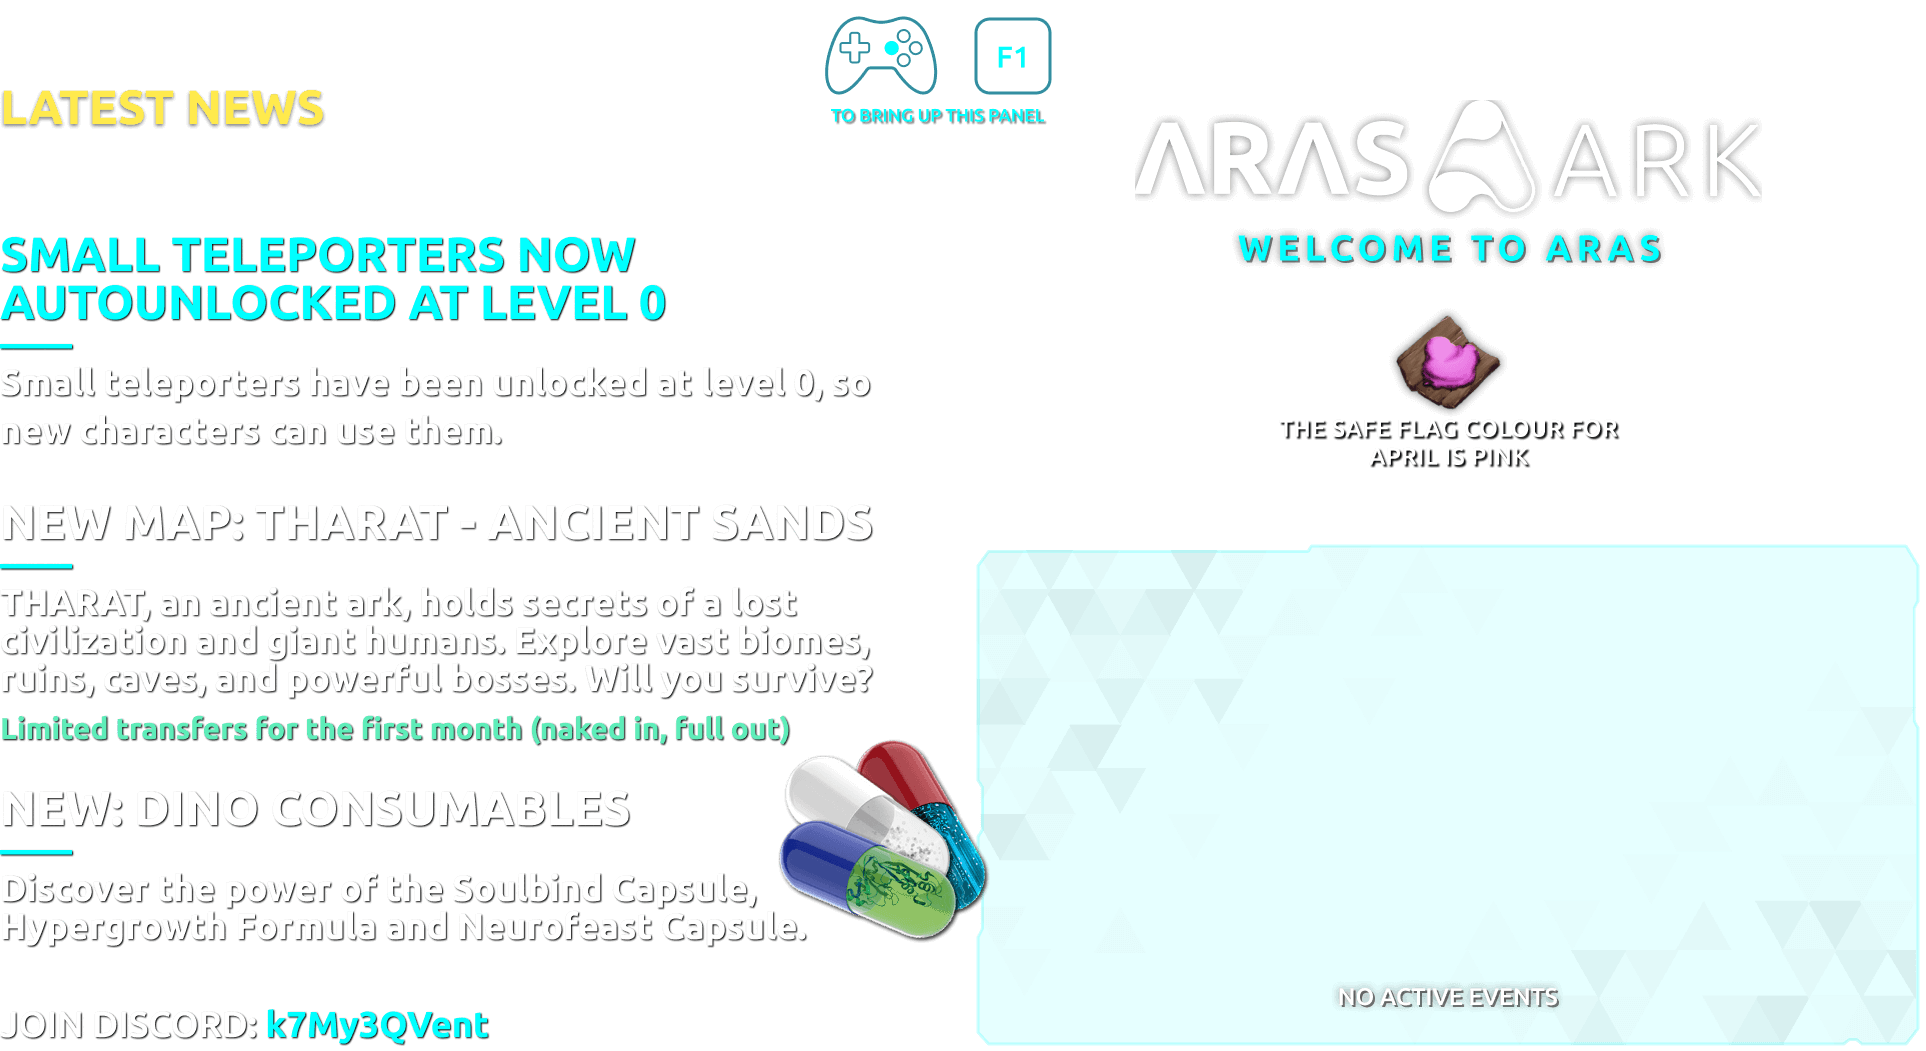 F1
TO BRING UP THIS PANEL
LATEST NEWS
SMALL TELEPORTERS NOW
AUTOUNLOCKED AT LEVEL 0
Small teleporters have been unlocked at level 0, so
new characters can use them.
NEW MAP: THARAT - ANCIENT SANDS
THARAT, an ancient ark, holds secrets of a lost
civilization and giant humans. Explore vast biomes,
ruins, caves, and powerful bosses. Will you survive?
Limited transfers for the first month (naked in, full out)
NEW: DINO CONSUMABLES
Discover the power of the Soulbind Capsule,
Hypergrowth Formula and Neurofeast Capsule.
JOIN DISCORD: k7My3QVent
ARAS ARK
WELCOME TO ARAS
THE SAFE FLAG COLOUR FOR
APRIL IS PINK
NO ACTIVE EVENTS